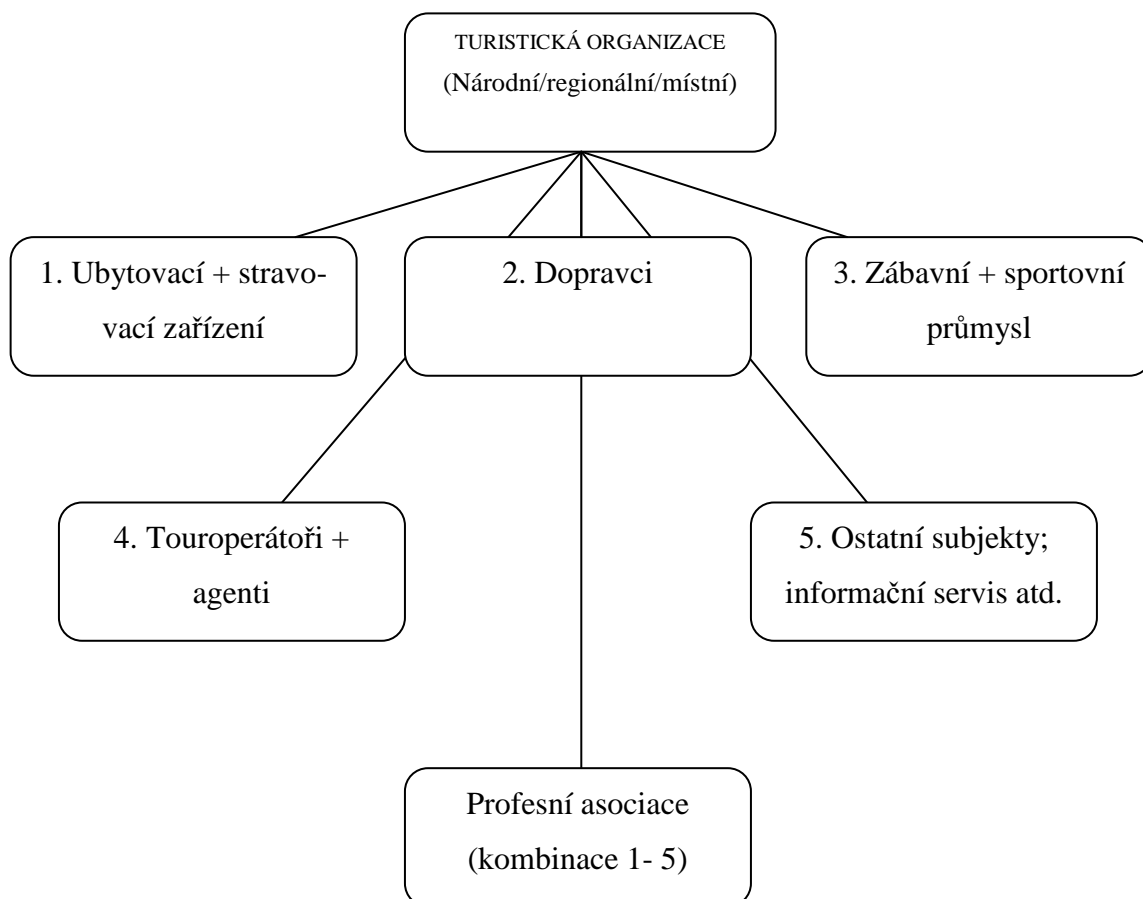 TURISTICKÁ ORGANIZACE
(Národní/regionální/místní)
1. Ubytovací + stravo-
vací zařízení
2. Dopravci
3. Zábavní + sportovní
průmysl
4. Touroperátoři +
agenti
5. Ostatní subjekty;
informační servis atd.
Profesní asociace
(kombinace 1- 5)